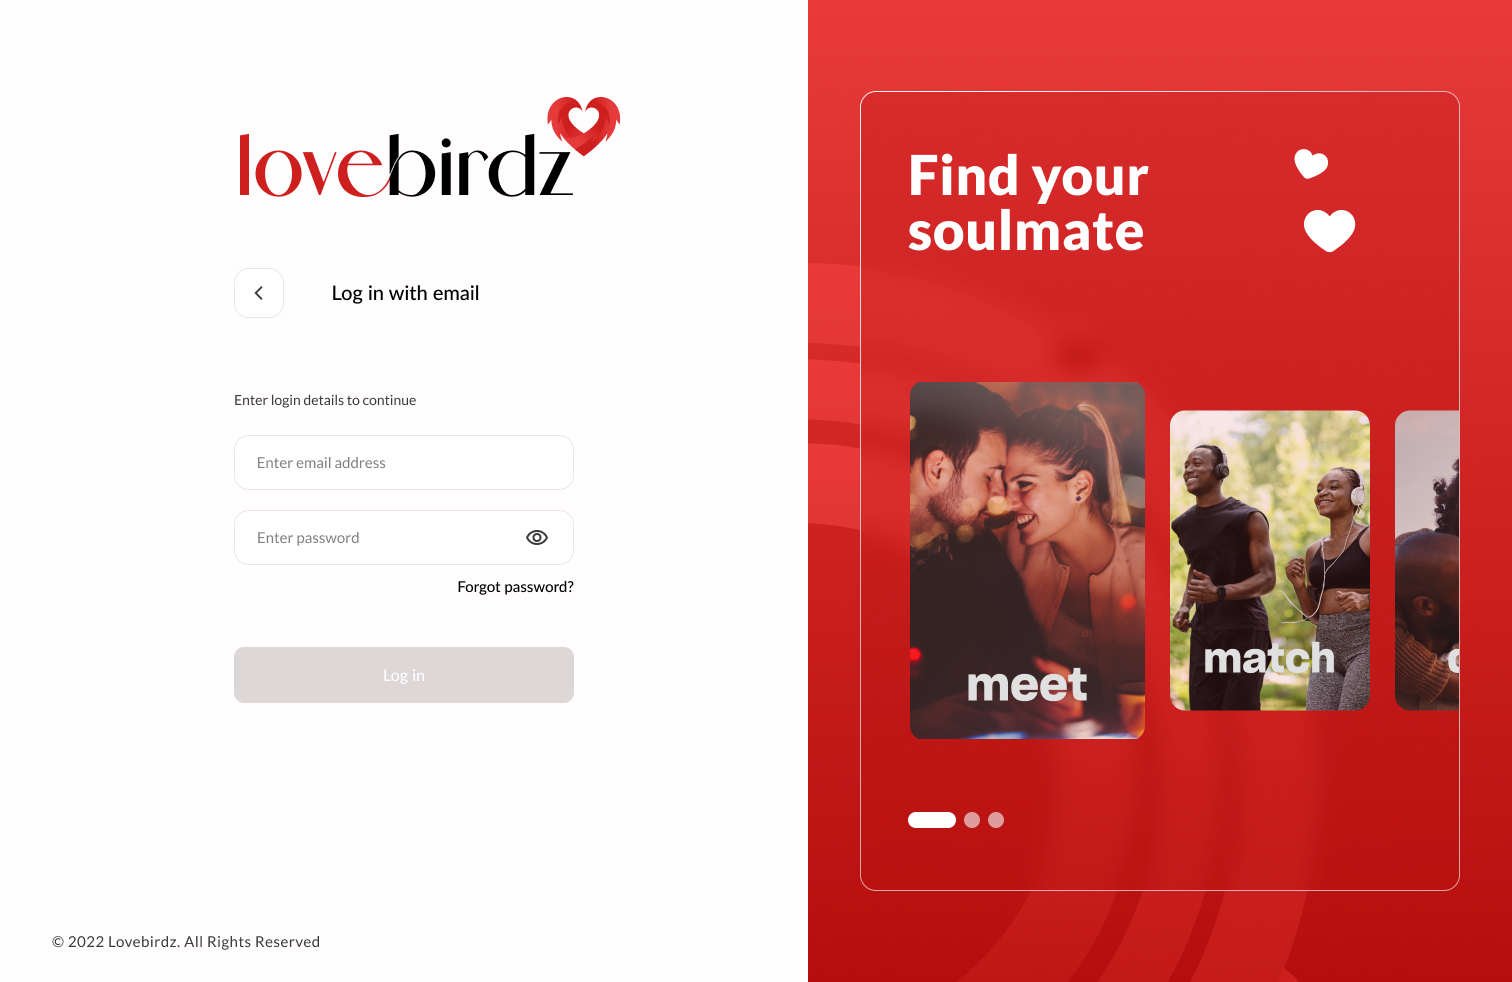 lovebirdz
Log in with email
Enter login details to continue
Enter email address
Enter password
Forgot password?
Log in
© 2022 Lovebirdz. All Rights Reserved
Find your
soulmate
meet
match